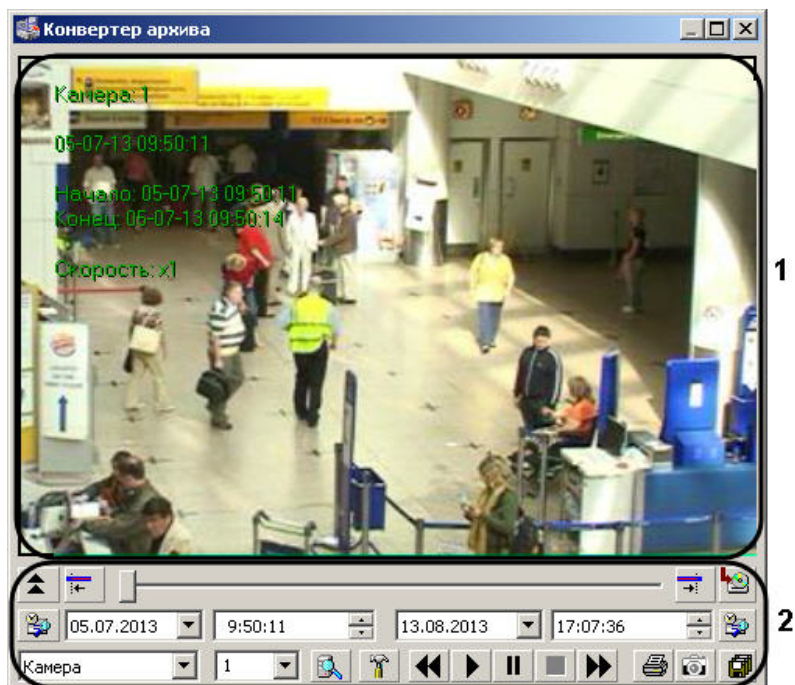 Конвертер архива
Камера: 1
05-07-13 09:50:11
Начало: 05-07-13 09:50:11
Конец: 05-07-13 09:50:14
Скорость: x1
1
05.07.2013 9:50:11 13.08.2013 17:07:36
2
Камера 1